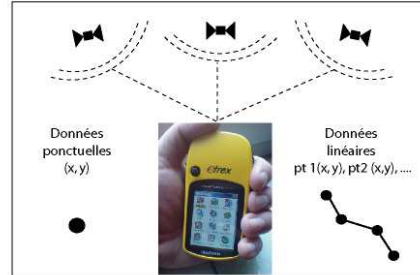 Données
ponctuelles
(x, y)
etrex
Données
linéaires
pt 1(x, y), pt2 (x,y), ....